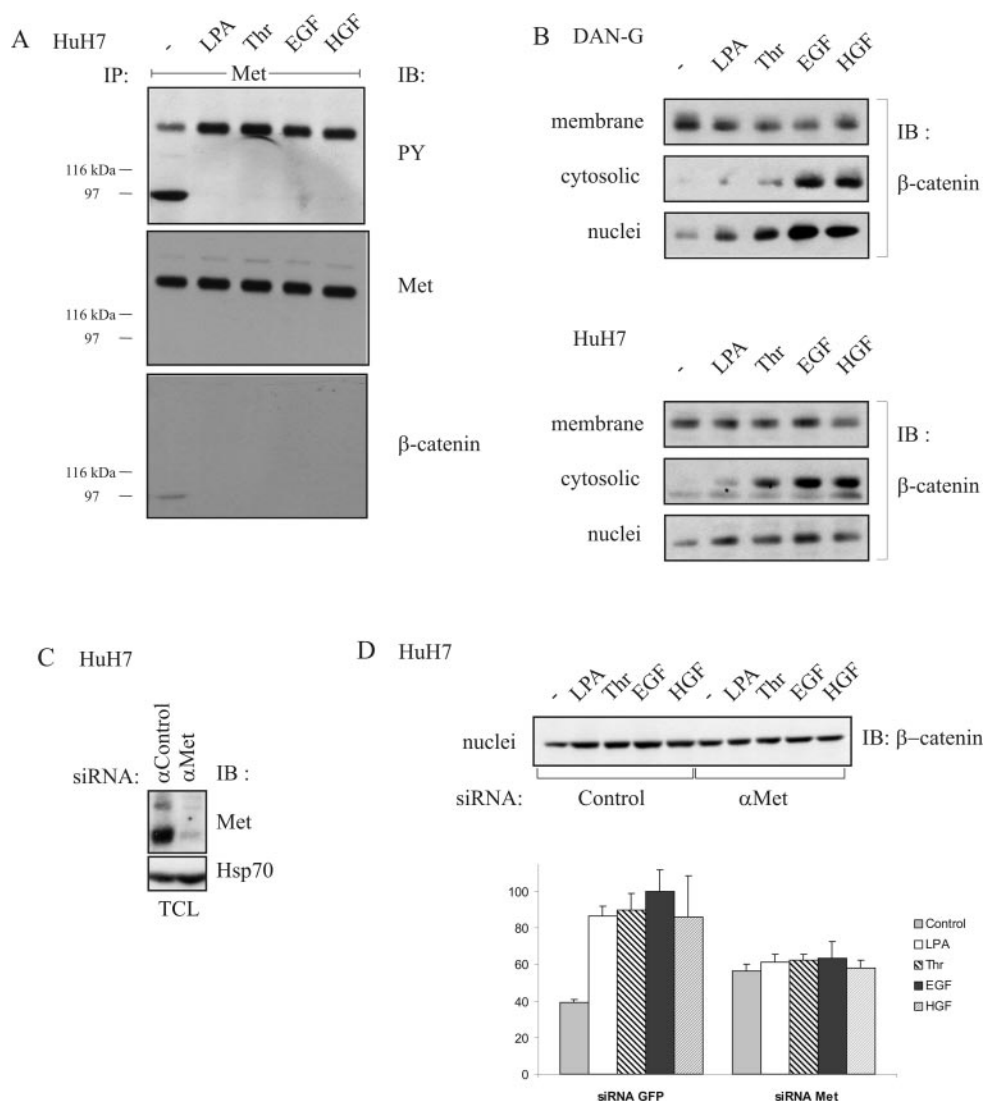 A HuH7
- LPA Thr EGF HGF
IP: Met IB:
PY
116 kDa
97
Met
116 kDa
97
β-catenin
116 kDa
97
B DAN-G
- LPA Thr EGF HGF
membrane
IB :
cytosolic
β-catenin
nuclei
HuH7
- LPA Thr EGF HGF
membrane
IB :
cytosolic
β-catenin
nuclei
C HuH7
siRNA: αControl αMet IB :
Met
Hsp70
TCL
D HuH7
- LPA Thr EGF HGF - LPA Thr EGF HGF
nuclei IB: β-catenin
siRNA: Control αMet
100
80
60
40
20
0
siRNA GFP siRNA Met
Control
LPA
Thr
EGF
HGF